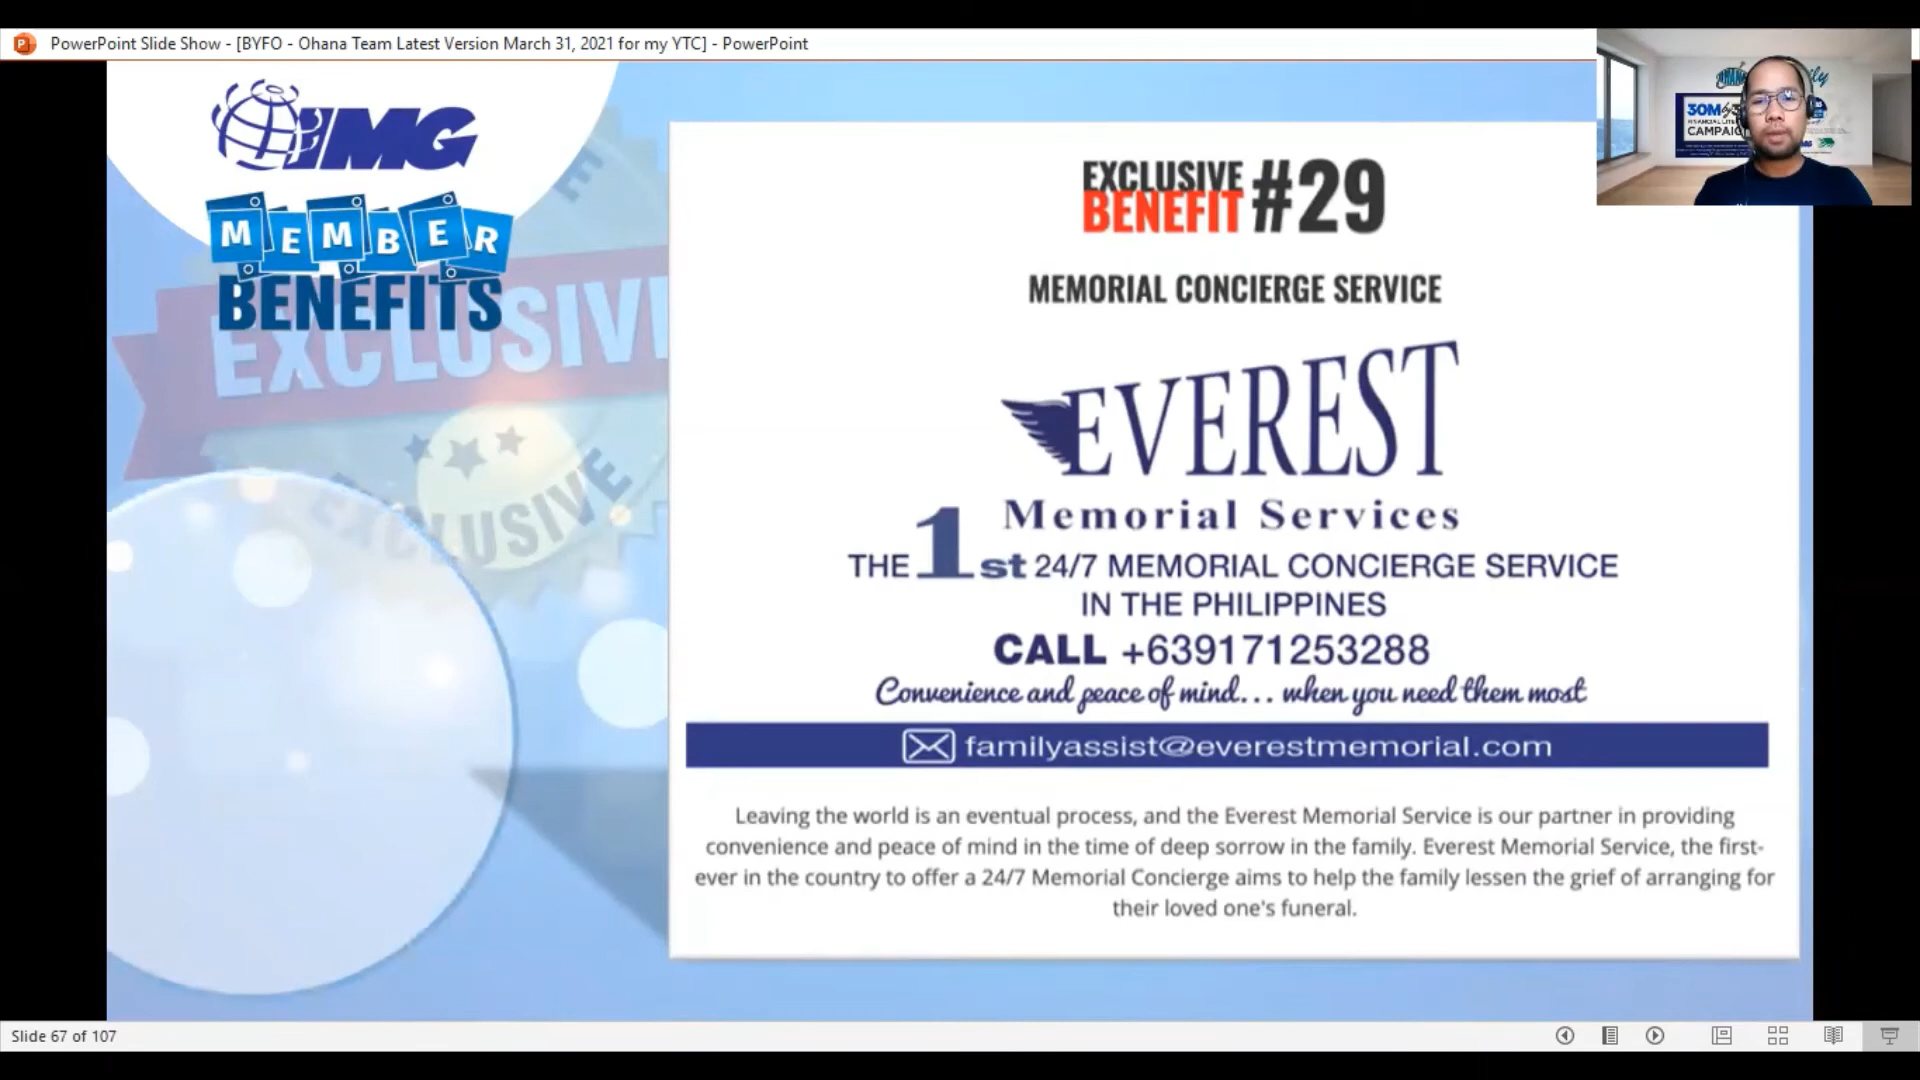 PowerPoint Slide Show - [BYFO - Ohana Team Latest Version March 31, 2021 for my YTC] - PowerPoint
IMG
MEMBER
BENEFITS
EXCLUSIVE
EXCLUSIVE
EXCLUSIVE
BENEFIT #29
MEMORIAL CONCIERGE SERVICE
EVEREST
Memorial Services
THE 1st 24/7 MEMORIAL CONCIERGE SERVICE
IN THE PHILIPPINES
CALL +639171253288
Convenience and peace of mind... when you need them most
familyassist@everestmemorial.com
Leaving the world is an eventual process, and the Everest Memorial Service is our partner in providing
convenience and peace of mind in the time of deep sorrow in the family. Everest Memorial Service, the first-
ever in the country to offer a 24/7 Memorial Concierge aims to help the family lessen the grief of arranging for
their loved one's funeral.
30M
CAMPAI
Slide 67 of 107